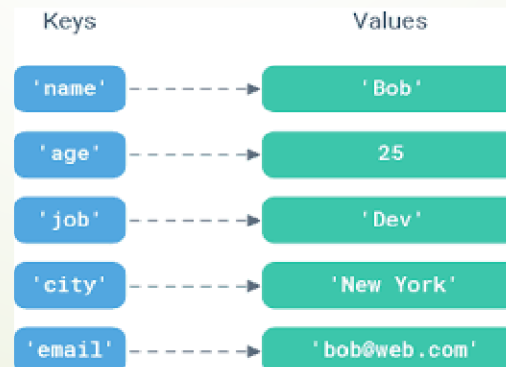 Keys Values
'name' 'Bob'
'age' 25
'job' 'Dev'
'city' 'New York'
'email' 'bob@web.com'